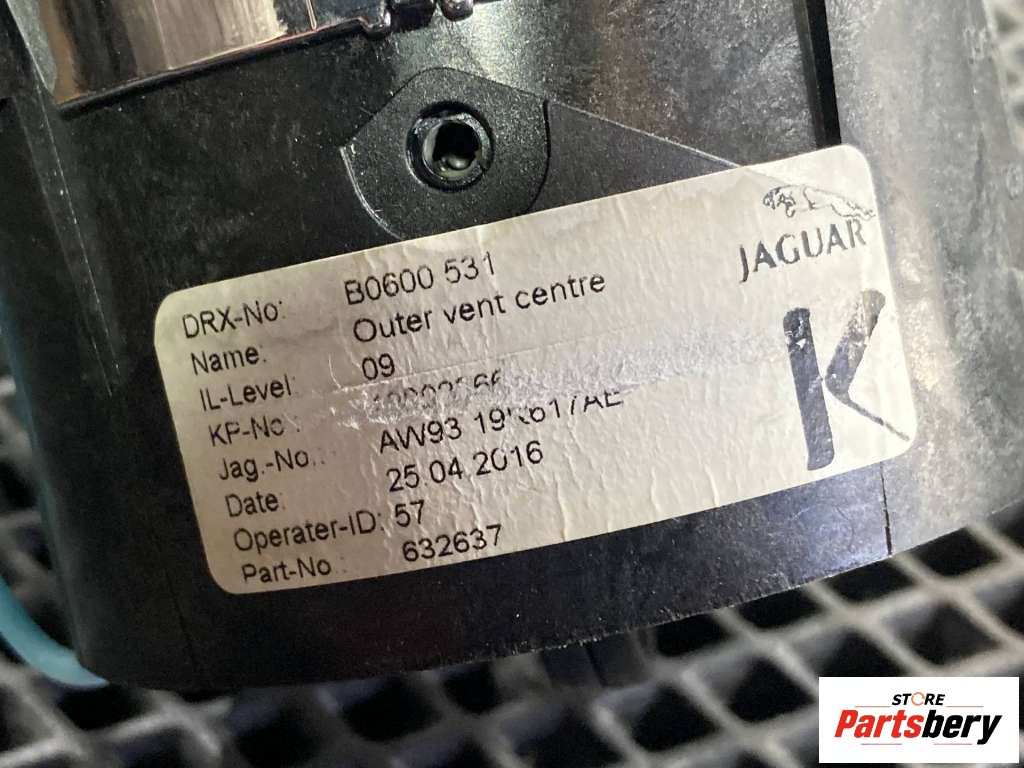 JAGUAR
DRX-No: B0600 531
Name: Outer vent centre
IL-Level: 09
KP-No.:
Jag.-No.: AW93
Date: 25.04.2016
Operater-ID: 57
Part-No.: 632637
K
STORE
Partsbery